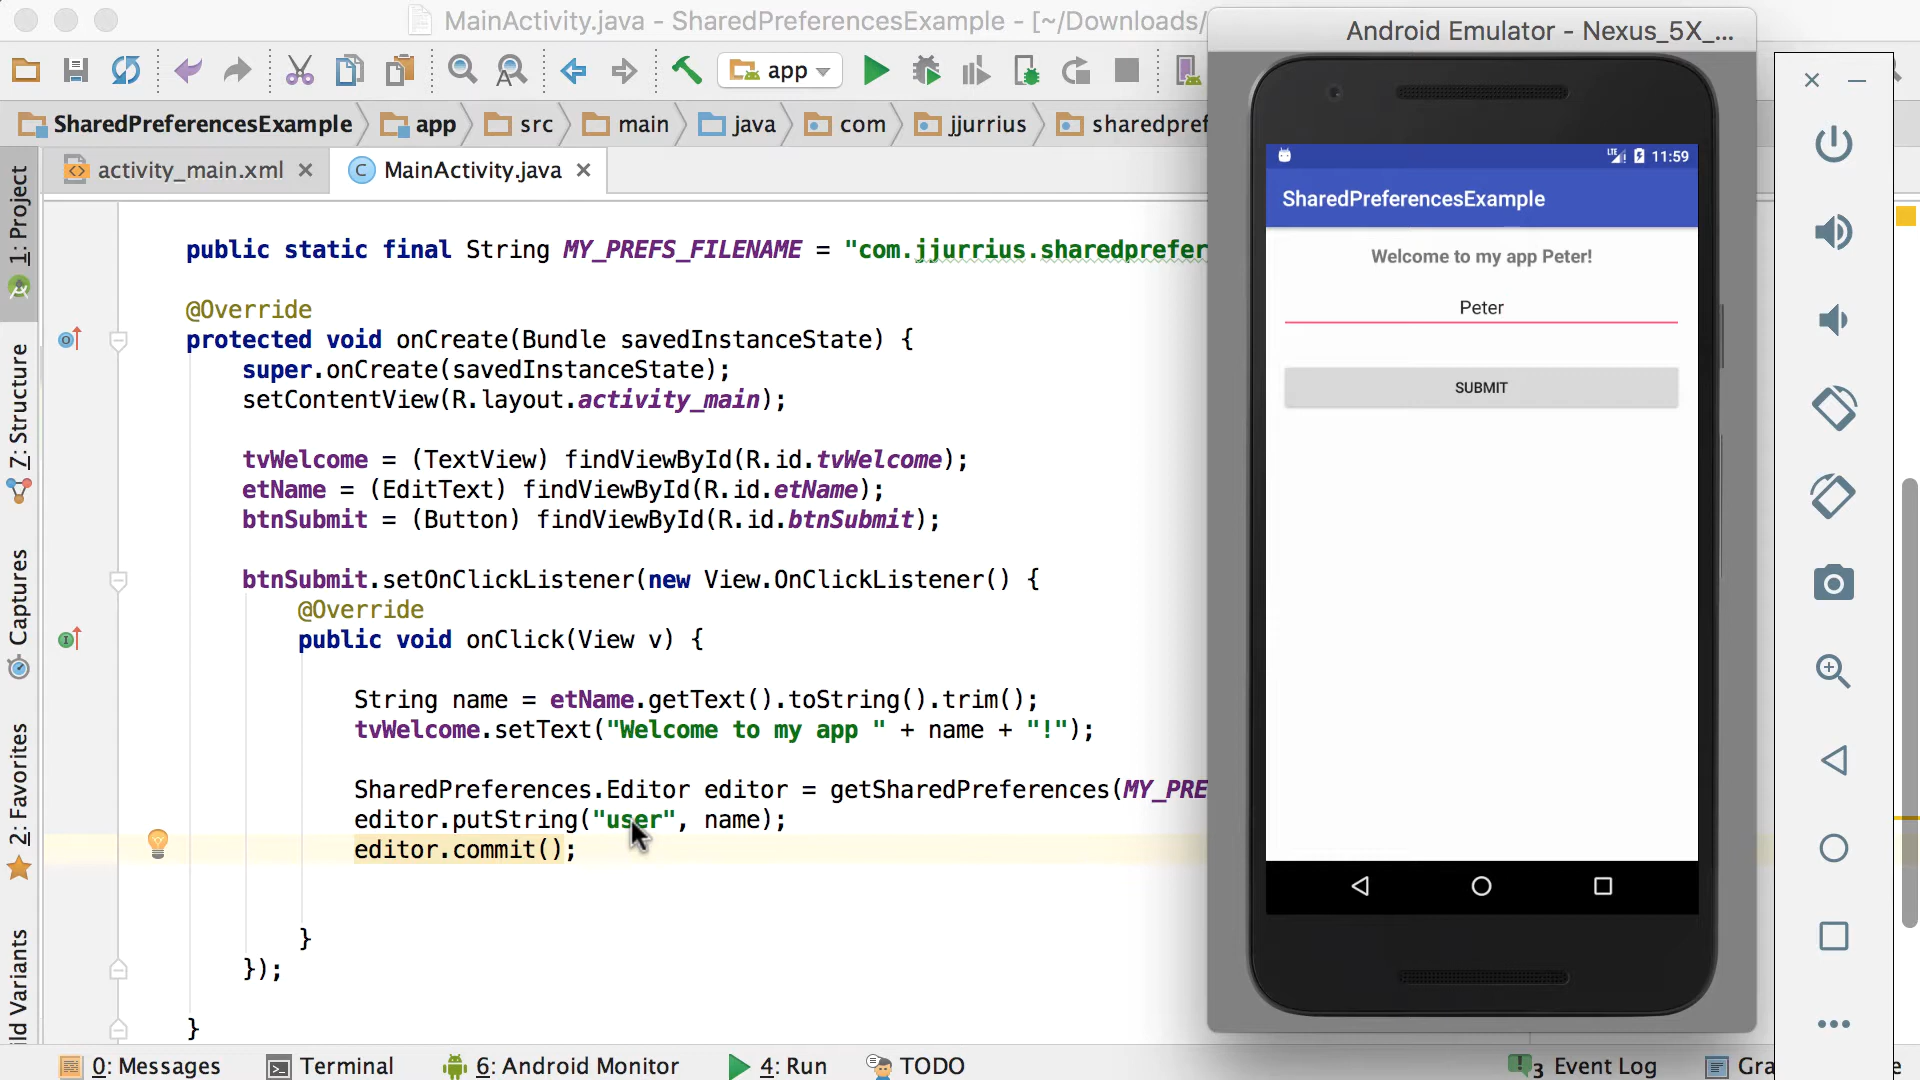 MainActivity.java - SharedPreferencesExample - [~/Downloads/
Android Emulator - Nexus_5X_...
app
SharedPreferencesExample app src main java com jjurrius sharedpref
activity_main.xml
MainActivity.java
1: Project
Z: Structure
Captures
2: Favorites
ild Variants
public static final String MY_PREFS_FILENAME = "com.jjurrius.sharedprefer
@Override
protected void onCreate(Bundle savedInstanceState) {
super.onCreate(savedInstanceState);
setContentView(R.layout.activity_main);
tvWelcome = (TextView) findViewById(R.id.tvWelcome);
etName = (EditText) findViewById(R.id.etName);
btnSubmit = (Button) findViewById(R.id.btnSubmit);
btnSubmit.setOnClickListener(new View.OnClickListener() {
@Override
public void onClick(View v) {
String name = etName.getText().toString().trim();
tvWelcome.setText("Welcome to my app " + name + "!");
SharedPreferences.Editor editor = getSharedPreferences(MY_PRE
editor.putString("user", name);
editor.commit();
}
});
}
LTE 11:59
SharedPreferencesExample
Welcome to my app Peter!
Peter
SUBMIT
0: Messages
Terminal
6: Android Monitor
4: Run
TODO
3 Event Log
Gra
e